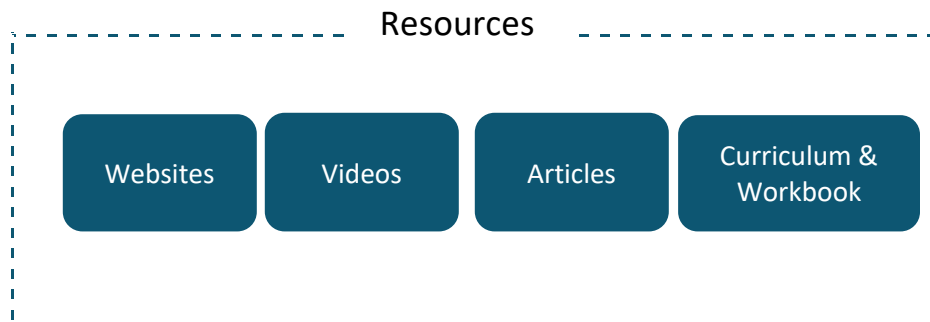 Resources
Websites
Videos
Articles
Curriculum &
Workbook